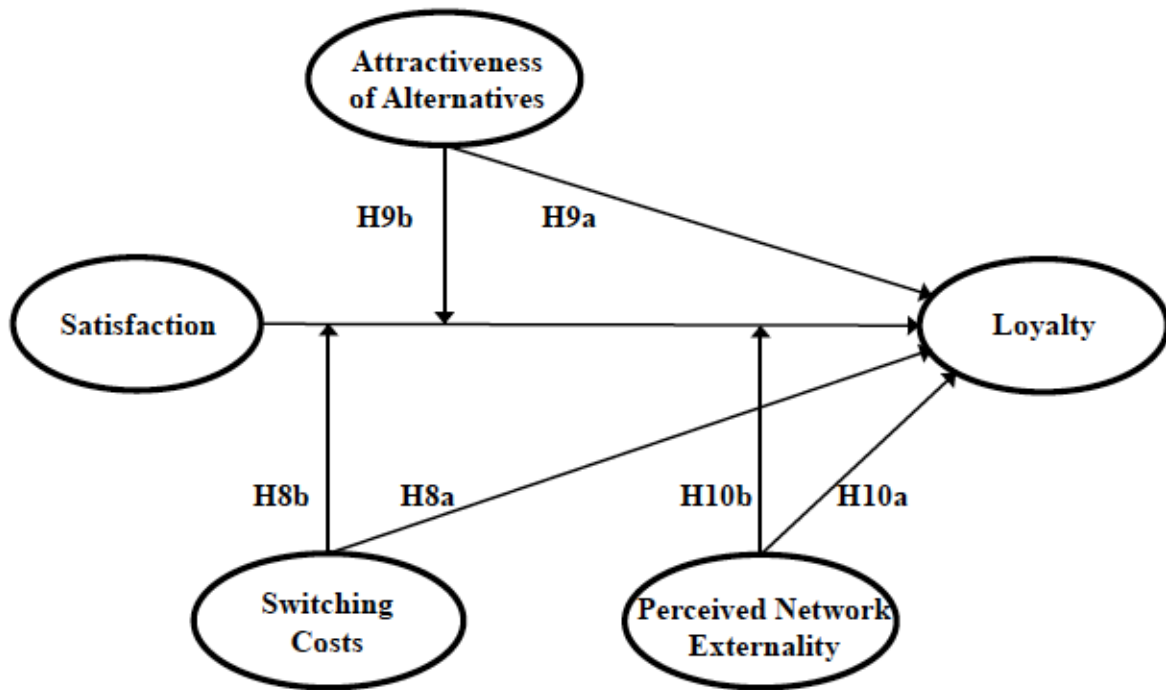 Attractiveness
of Alternatives
H9b
H9a
Satisfaction
Loyalty
H8b
H8a
H10b
H10a
Switching
Costs
Perceived Network
Externality